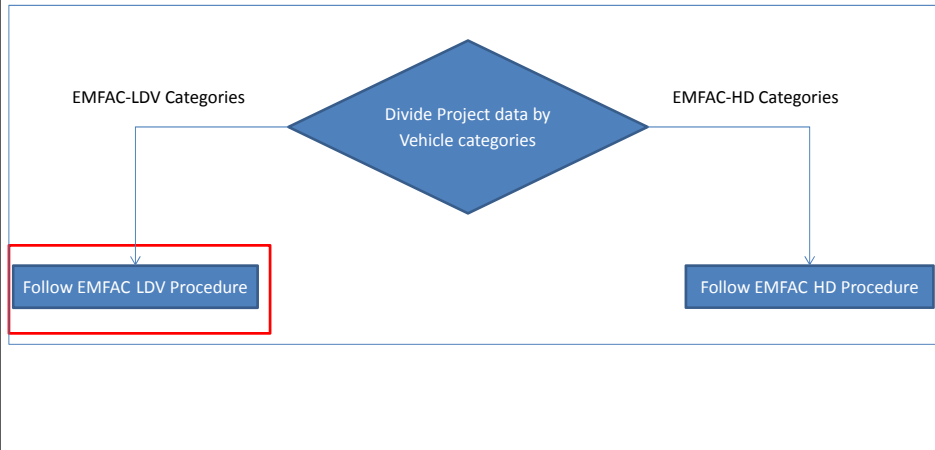 EMFAC-LDV Categories
EMFAC-HD Categories
Divide Project data by
Vehicle categories
Follow EMFAC LDV Procedure
Follow EMFAC HD Procedure